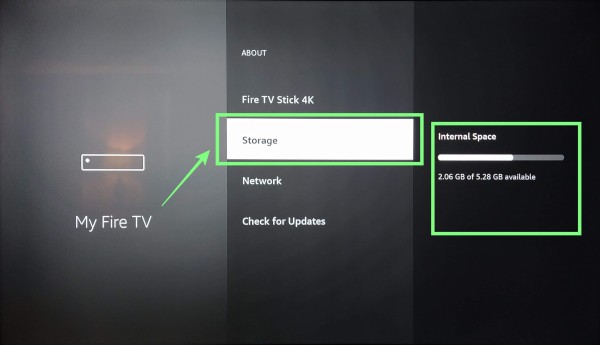 My Fire TV
ABOUT
Fire TV Stick 4K
Storage
Network
Check for Updates
Internal Space
2.06 GB of 5.28 GB available